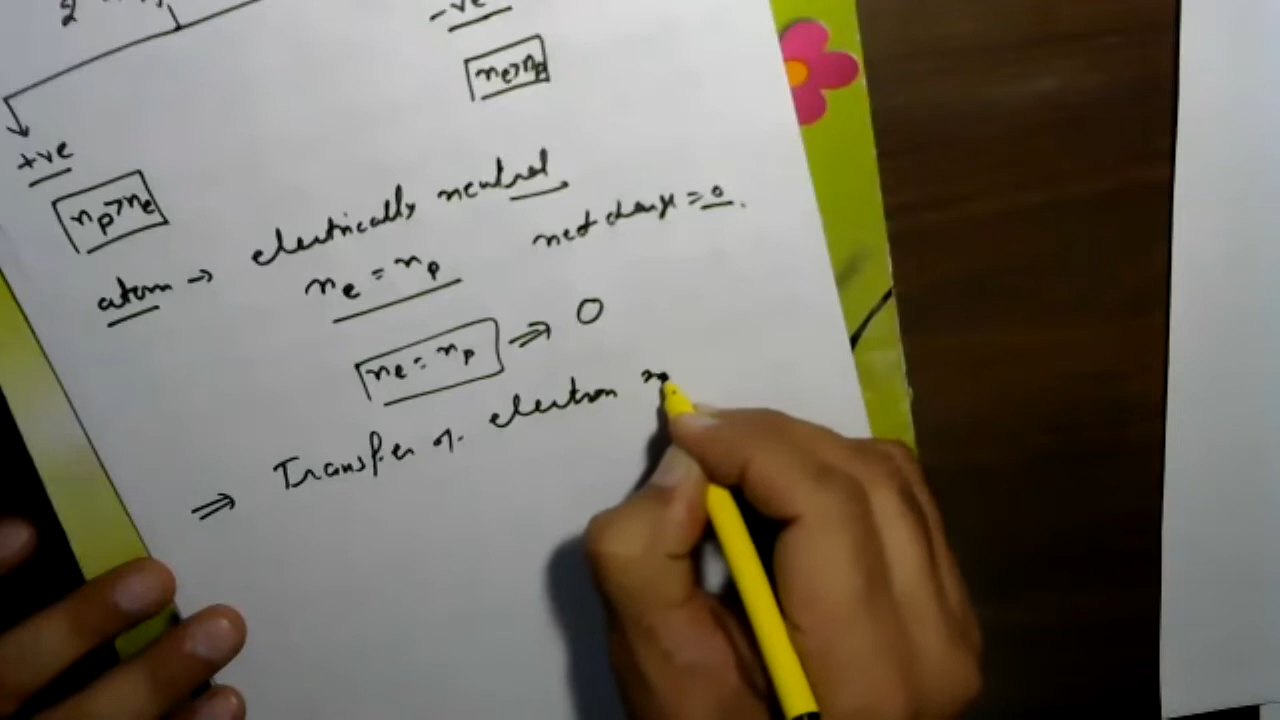 -ve
ne>np
+ve
np>ne
atom → electrically neutral
ne = np net charge = 0.
ne = np ⇒ 0
⇒ Transfer of electron